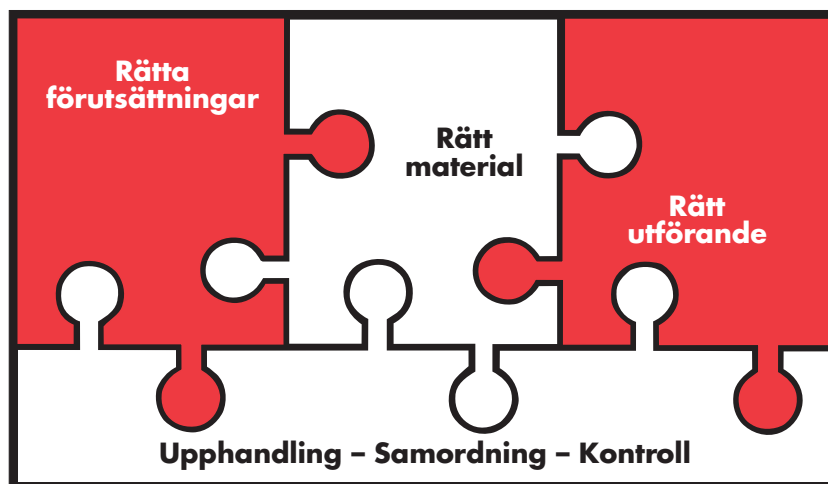 Rätta
förutsättningar
Rätt
material
Rätt
utförande
Upphandling – Samordning – Kontroll